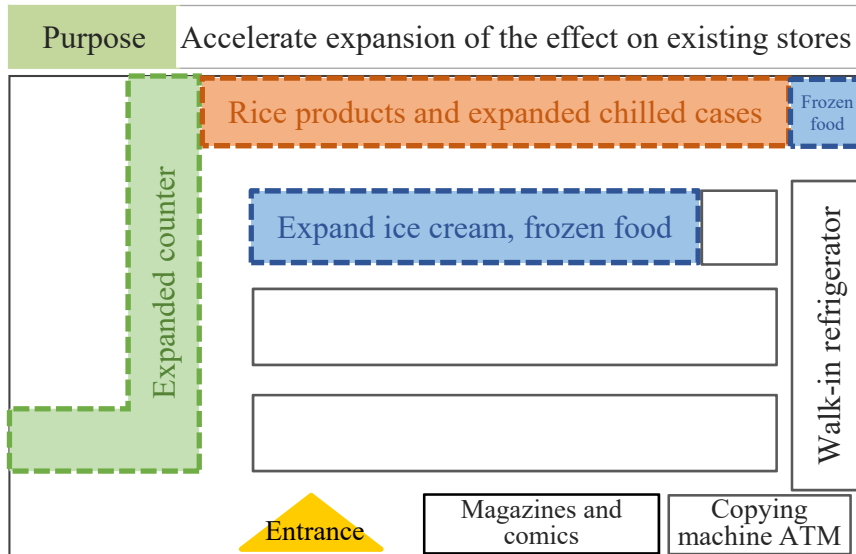 Purpose
Accelerate expansion of the effect on existing stores
Rice products and expanded chilled cases
Frozen
food
Expanded counter
Expand ice cream, frozen food
Walk-in refrigerator
Entrance
Magazines and
comics
Copying
machine ATM